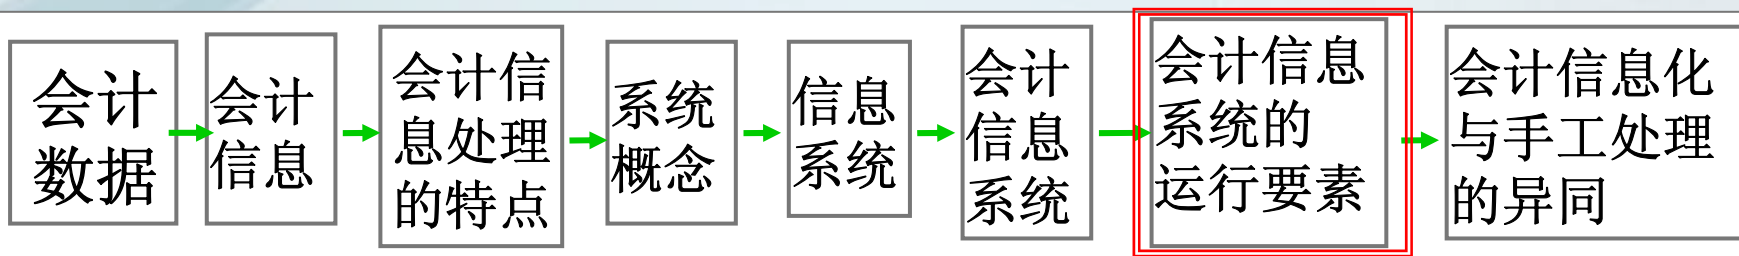 会计
数据
会计
信息
会计信
息处理
的特点
系统
概念
信息
系统
会计
信息
系统
会计信息
系统的
运行要素
会计信息化
与手工处理
的异同